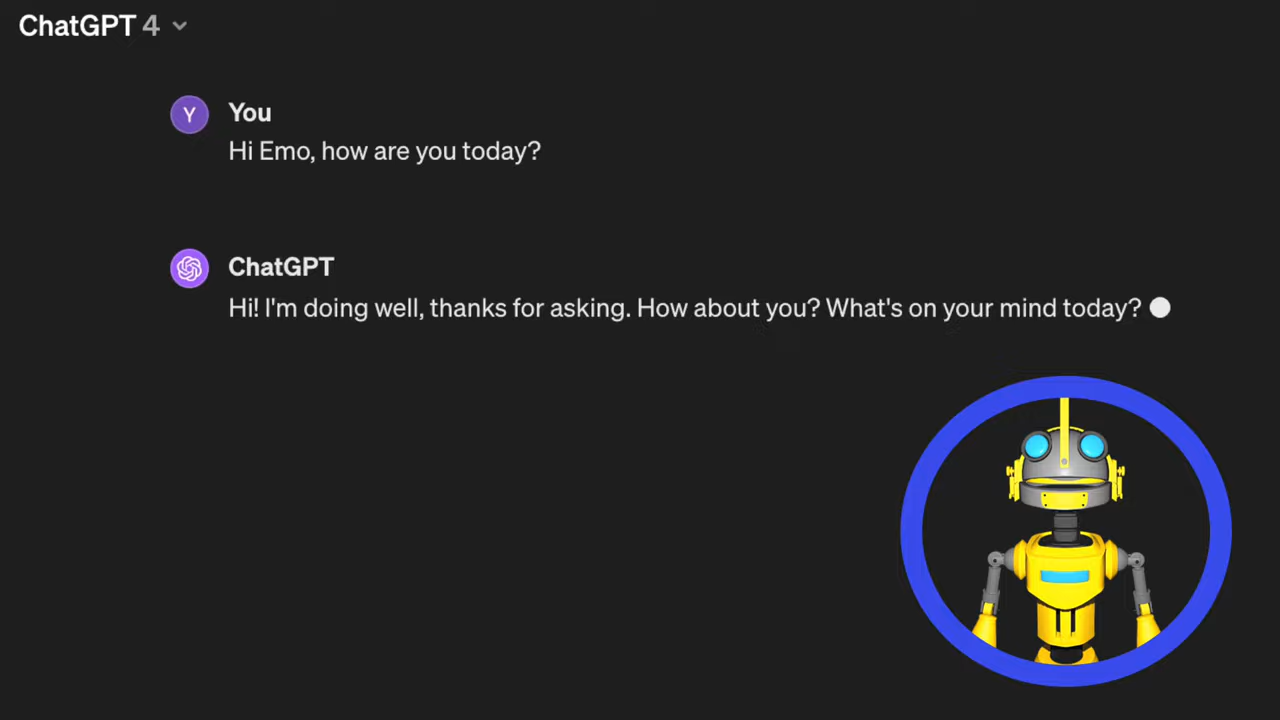 ChatGPT 4
Y
You
Hi Emo, how are you today?
ChatGPT
Hi! I'm doing well, thanks for asking. How about you? What's on your mind today?